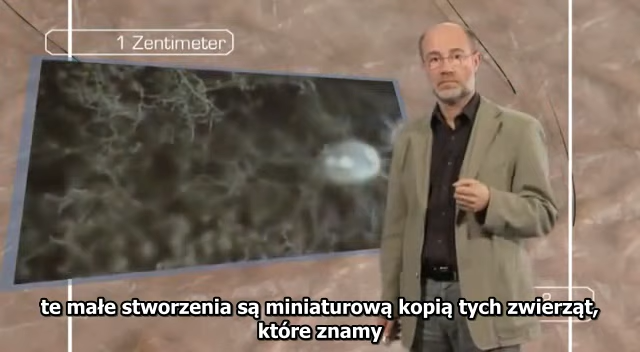 1 Zentimeter
te małe stworzenia są miniaturową kopią tych zwierząt,
które znamy